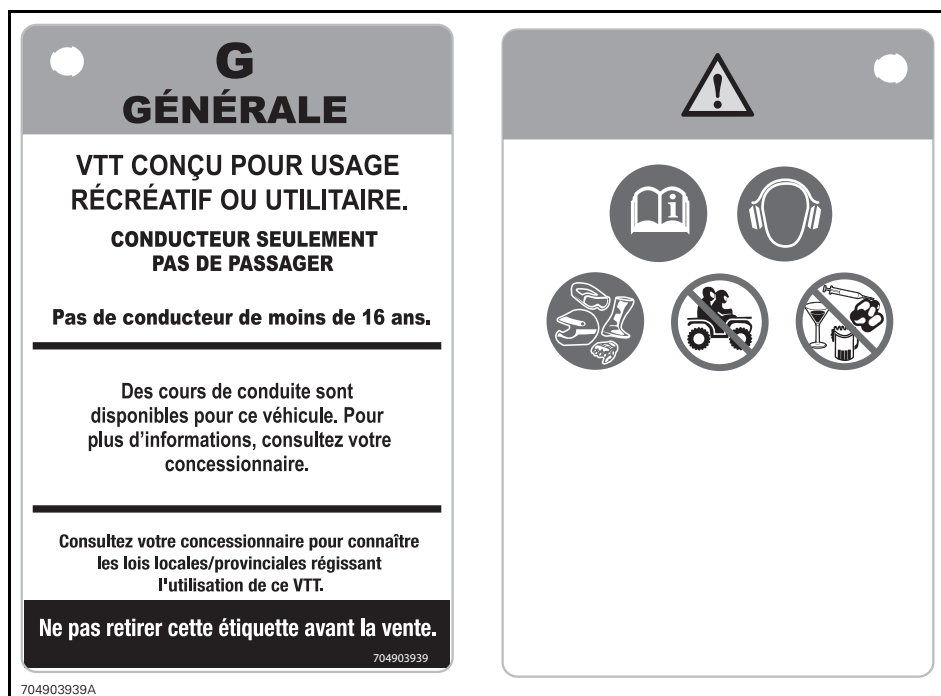 G
GÉNÉRALE
VTT CONÇU POUR USAGE
RÉCRÉATIF OU UTILITAIRE.
CONDUCTEUR SEULEMENT
PAS DE PASSAGER
Pas de conducteur de moins de 16 ans.
Des cours de conduite sont
disponibles pour ce véhicule. Pour
plus d’informations, consultez votre
concessionnaire.
Consultez votre concessionnaire pour connaître
les lois locales/provinciales régissant
l'utilisation de ce VTT.
Ne pas retirer cette étiquette avant la vente.
704903939
704903939A
!
i